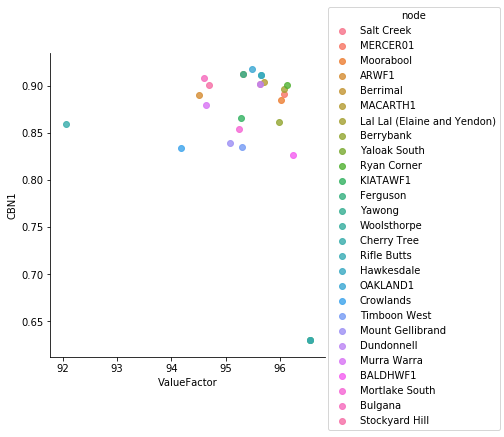 node
Salt Creek
MERCER01
Moorabool
ARWF1
Berrimal
MACARTH1
Lal Lal (Elaine and Yendon)
Berrybank
Yaloak South
Ryan Corner
KIATAWF1
Ferguson
Yawong
Woolsthorpe
Cherry Tree
Rifle Butts
Hawkesdale
OAKLAND1
Crowlands
Timboon West
Mount Gellibrand
Dundonnell
Murra Warra
BALDHWF1
Mortlake South
Bulgana
Stockyard Hill
0.90
0.85
0.80
0.75
0.70
0.65
CBN1
92 93 94 95 96
ValueFactor